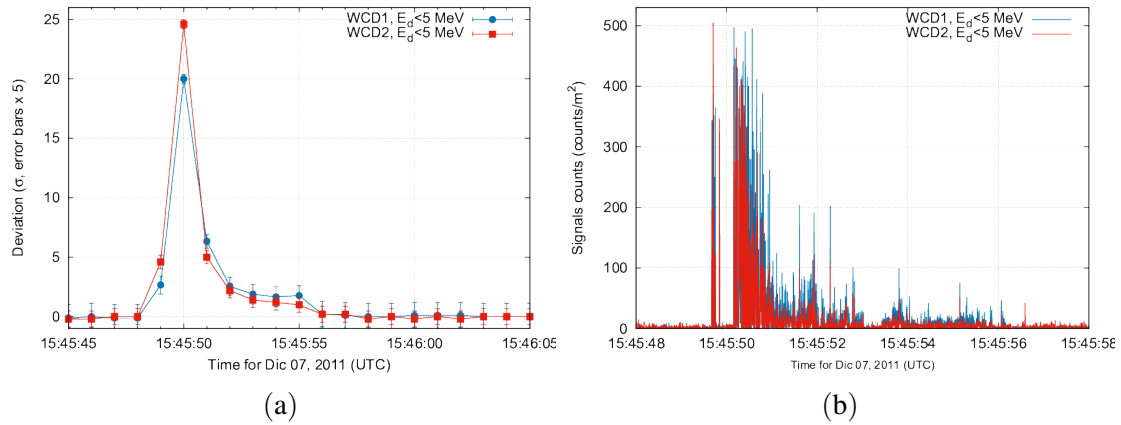 WCD1, E_d<5 MeV
WCD2, E_d<5 MeV
25
20
15
10
5
0
Deviation (σ, error bars x 5)
15:45:45 15:45:50 15:45:55 15:46:00 15:46:05
Time for Dic 07, 2011 (UTC)
(a)
WCD1, E_d<5 MeV
WCD2, E_d<5 MeV
500
400
300
200
100
0
Signals counts (counts/m²)
15:45:48 15:45:50 15:45:52 15:45:54 15:45:56 15:45:58
Time for Dic 07, 2011 (UTC)
(b)